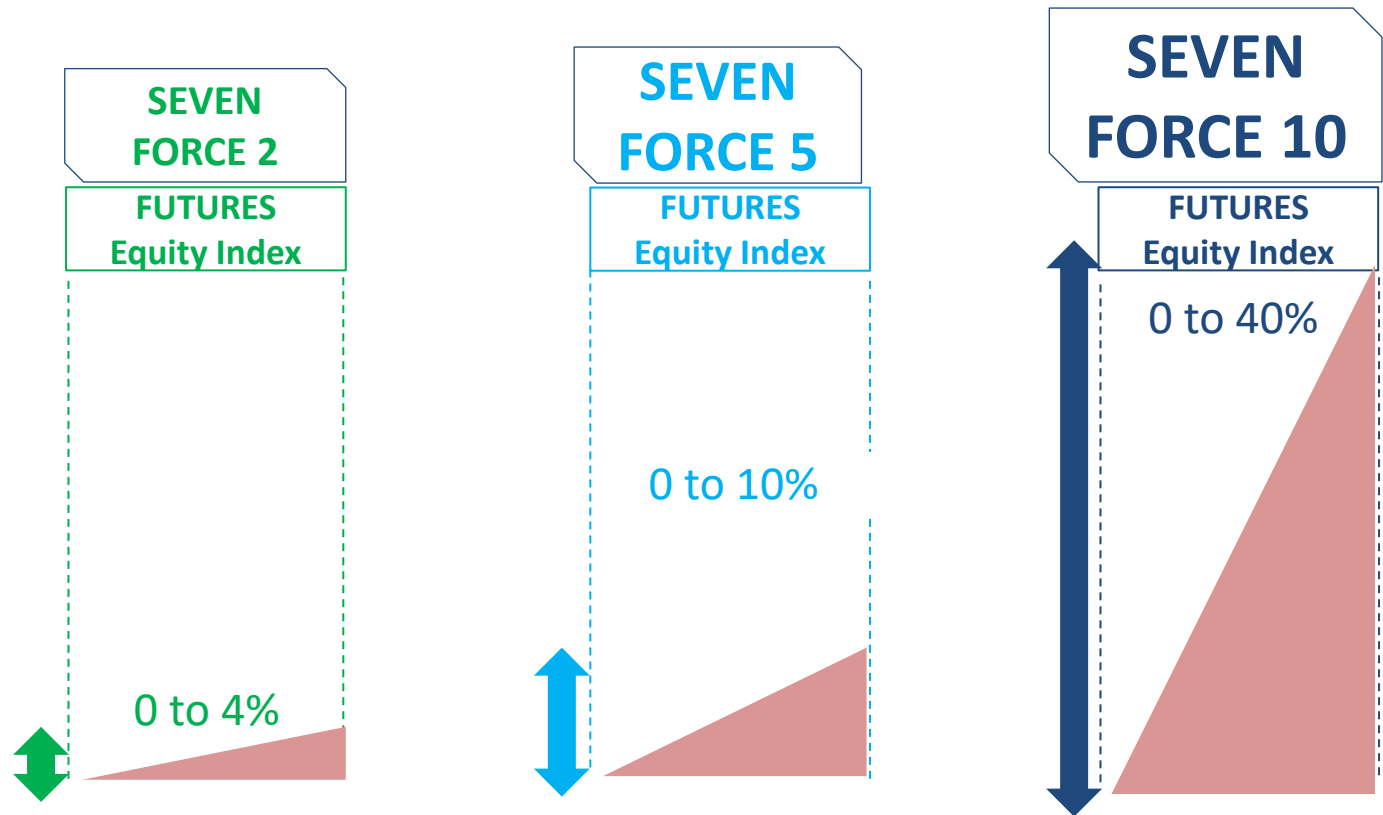 SEVEN
FORCE 2
FUTURES
Equity Index
0 to 4%
SEVEN
FORCE 5
FUTURES
Equity Index
0 to 10%
SEVEN
FORCE 10
FUTURES
Equity Index
0 to 40%